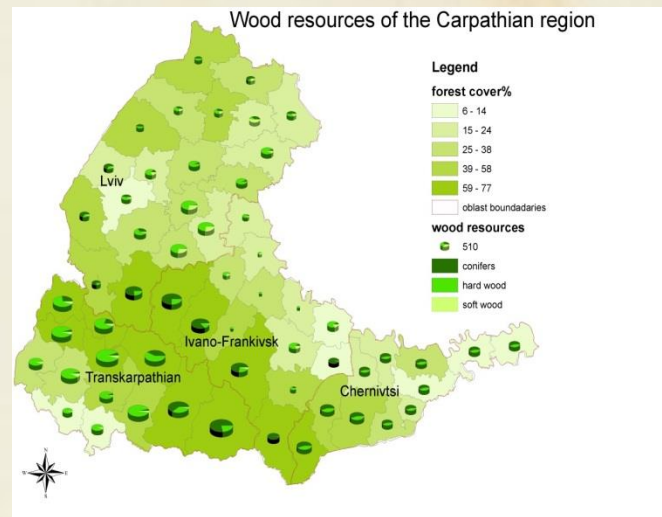 Wood resources of the Carpathian region
Legend
forest cover%
6 - 14
15 - 24
25 - 38
39 - 58
59 - 77
oblast boundadaries
wood resources
510
conifers
hard wood
soft wood
Lviv
Ivano-Frankivsk
Transkarpathian
Chernivtsi
N
W
E
S